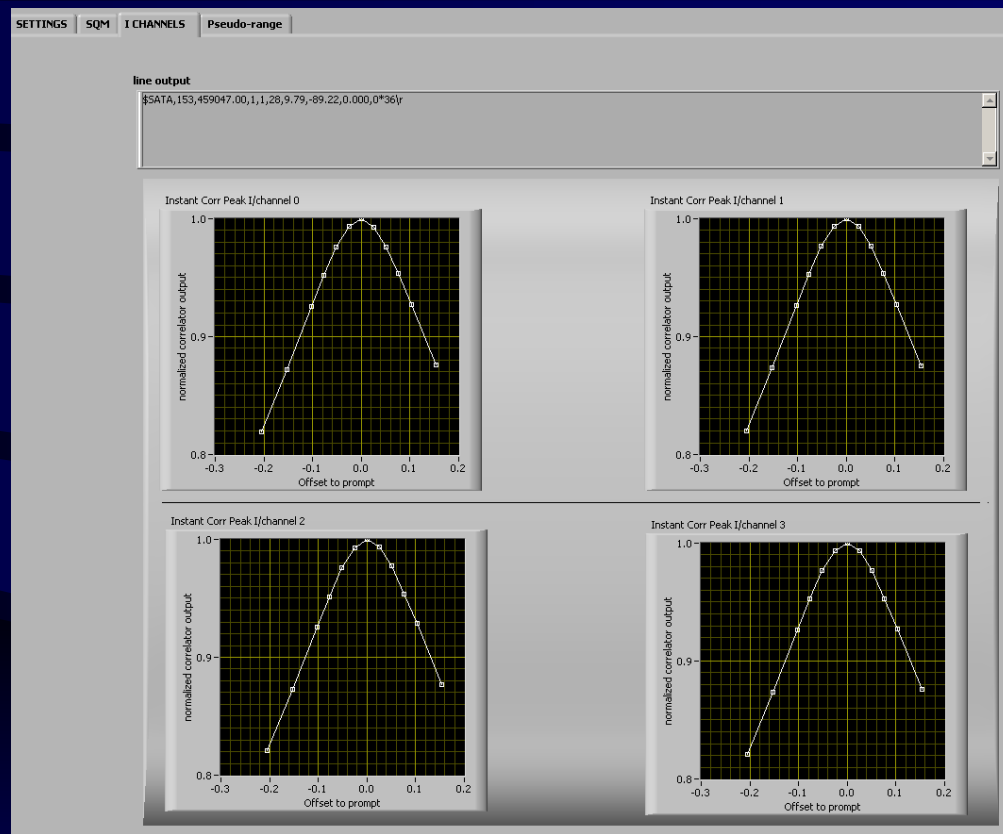 SETTINGS SQM I CHANNELS Pseudo-range
line output
$SATA,153,459047.00,1,1,28,9.79,-89.22,0.000,0*36\r
Instant Corr Peak I/channel 0
normalized correlator output
1.0
0.9
0.8
-0.3 -0.2 -0.1 0.0 0.1 0.2
Offset to prompt
Instant Corr Peak I/channel 1
normalized correlator output
1.0
0.9
0.8
-0.3 -0.2 -0.1 0.0 0.1 0.2
Offset to prompt
Instant Corr Peak I/channel 2
normalized correlator output
1.0
0.9
0.8
-0.3 -0.2 -0.1 0.0 0.1 0.2
Offset to prompt
Instant Corr Peak I/channel 3
normalized correlator output
1.0
0.9
0.8
-0.3 -0.2 -0.1 0.0 0.1 0.2
Offset to prompt